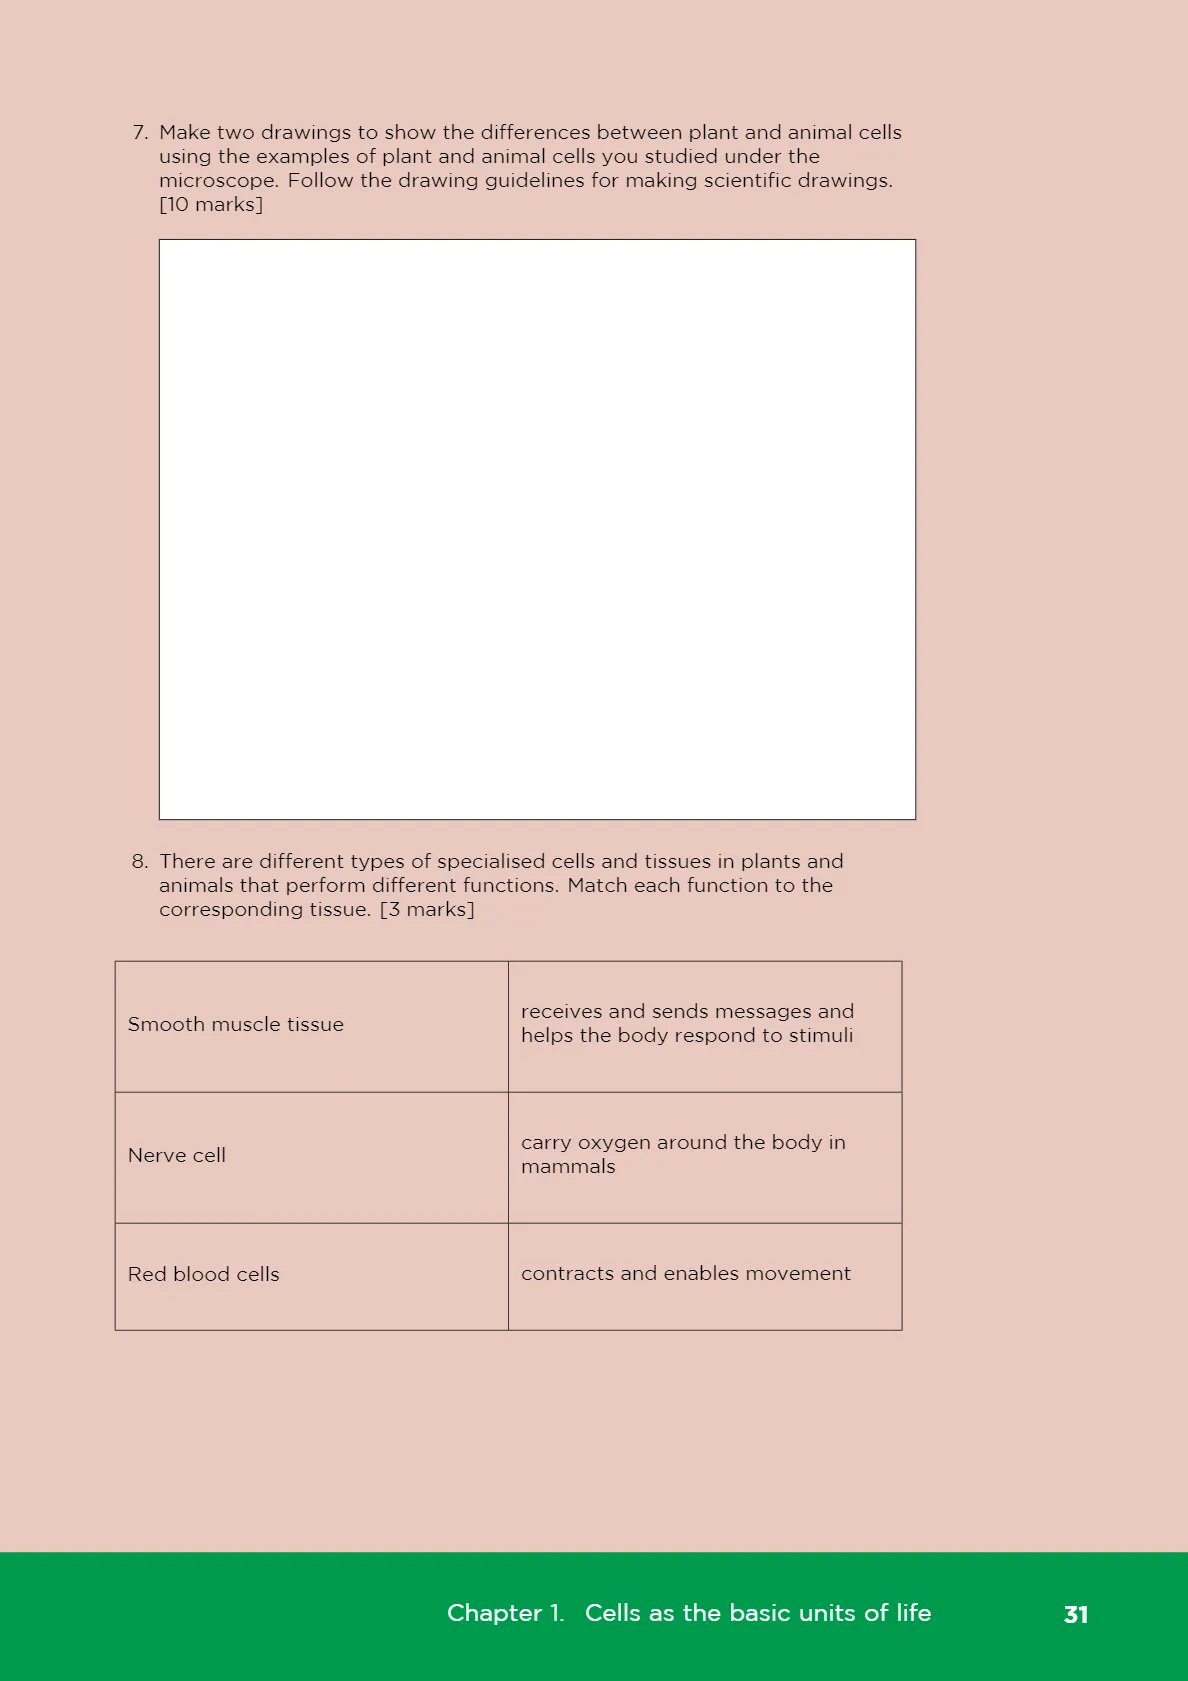 7. Make two drawings to show the differences between plant and animal cells
using the examples of plant and animal cells you studied under the
microscope. Follow the drawing guidelines for making scientific drawings.
[10 marks]
8. There are different types of specialised cells and tissues in plants and
animals that perform different functions. Match each function to the
corresponding tissue. [3 marks]
Smooth muscle tissue
receives and sends messages and
helps the body respond to stimuli
Nerve cell
carry oxygen around the body in
mammals
Red blood cells
contracts and enables movement
Chapter 1. Cells as the basic units of life 31